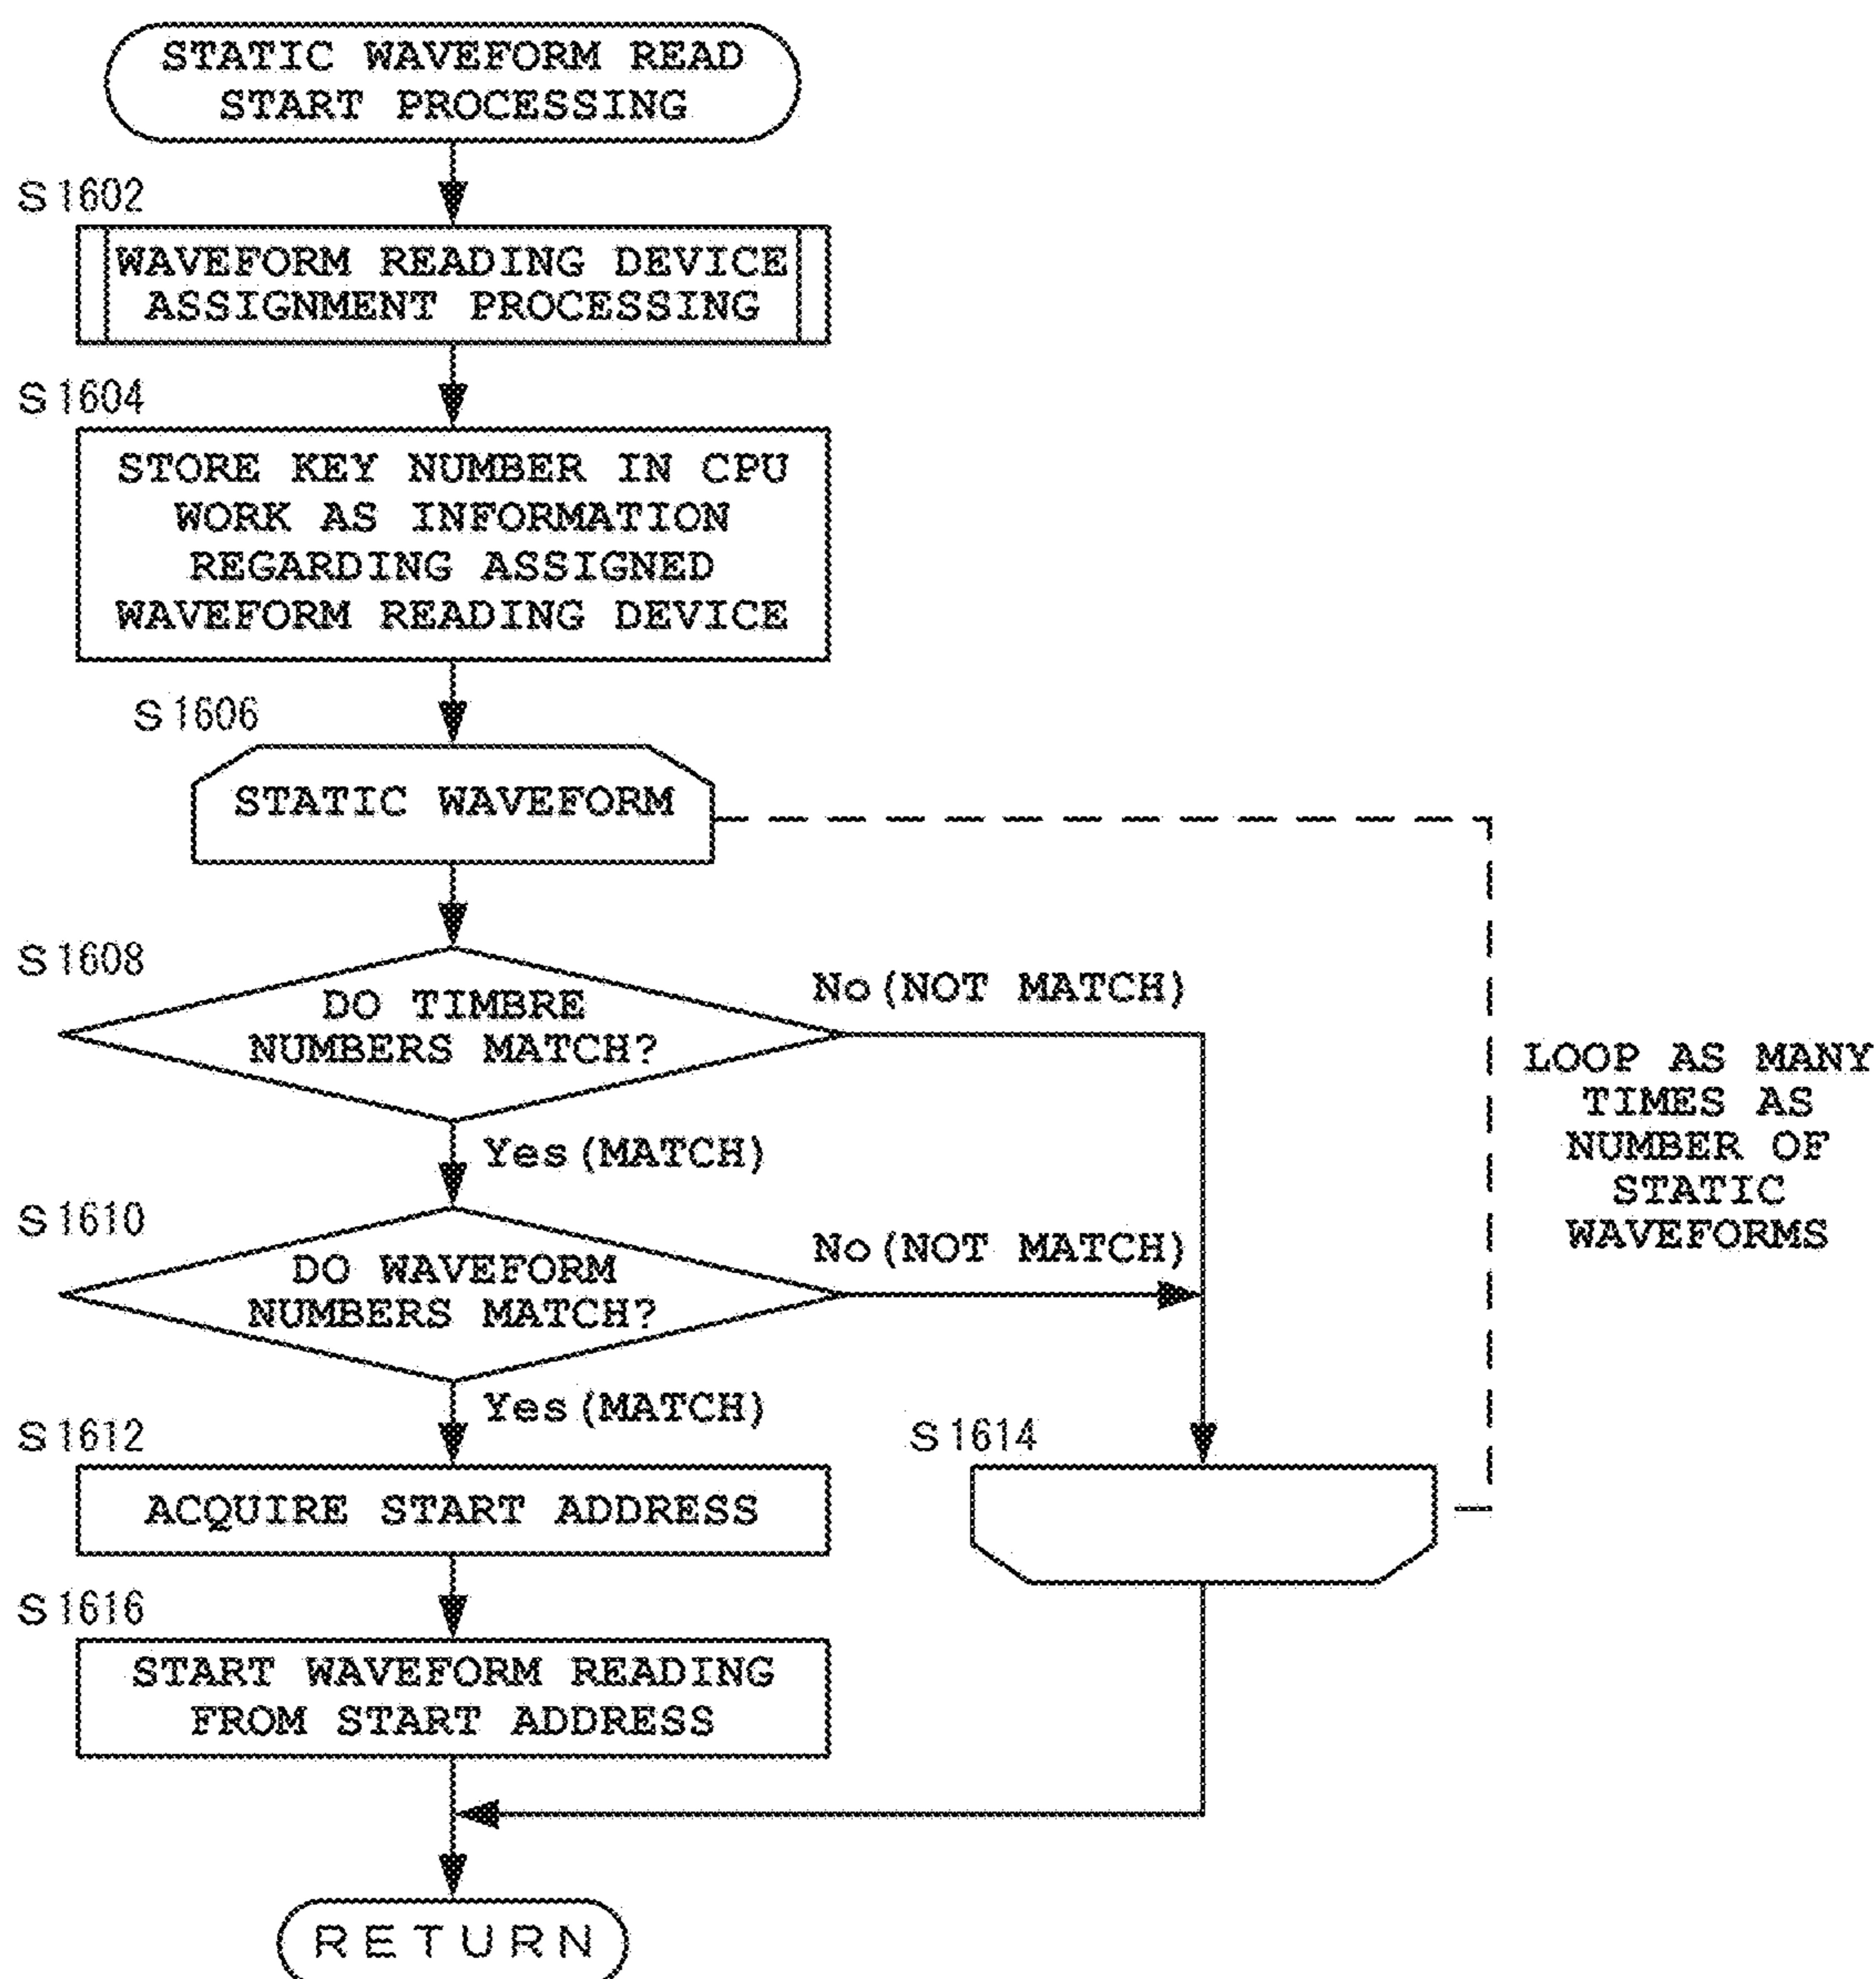 STATIC WAVEFORM READ
START PROCESSING
S1602
WAVEFORM READING DEVICE
ASSIGNMENT PROCESSING
S1604
STORE KEY NUMBER IN CPU
WORK AS INFORMATION
REGARDING ASSIGNED
WAVEFORM READING DEVICE
S1606
STATIC WAVEFORM
S1608
DO TIMBRE
NUMBERS MATCH?
No(NOT MATCH)
Yes(MATCH)
LOOP AS MANY
TIMES AS
NUMBER OF
STATIC
WAVEFORMS
S1610
DO WAVEFORM
NUMBERS MATCH?
No(NOT MATCH)
Yes(MATCH)
S1612
ACQUIRE START ADDRESS
S1614
S1616
START WAVEFORM READING
FROM START ADDRESS
RETURN